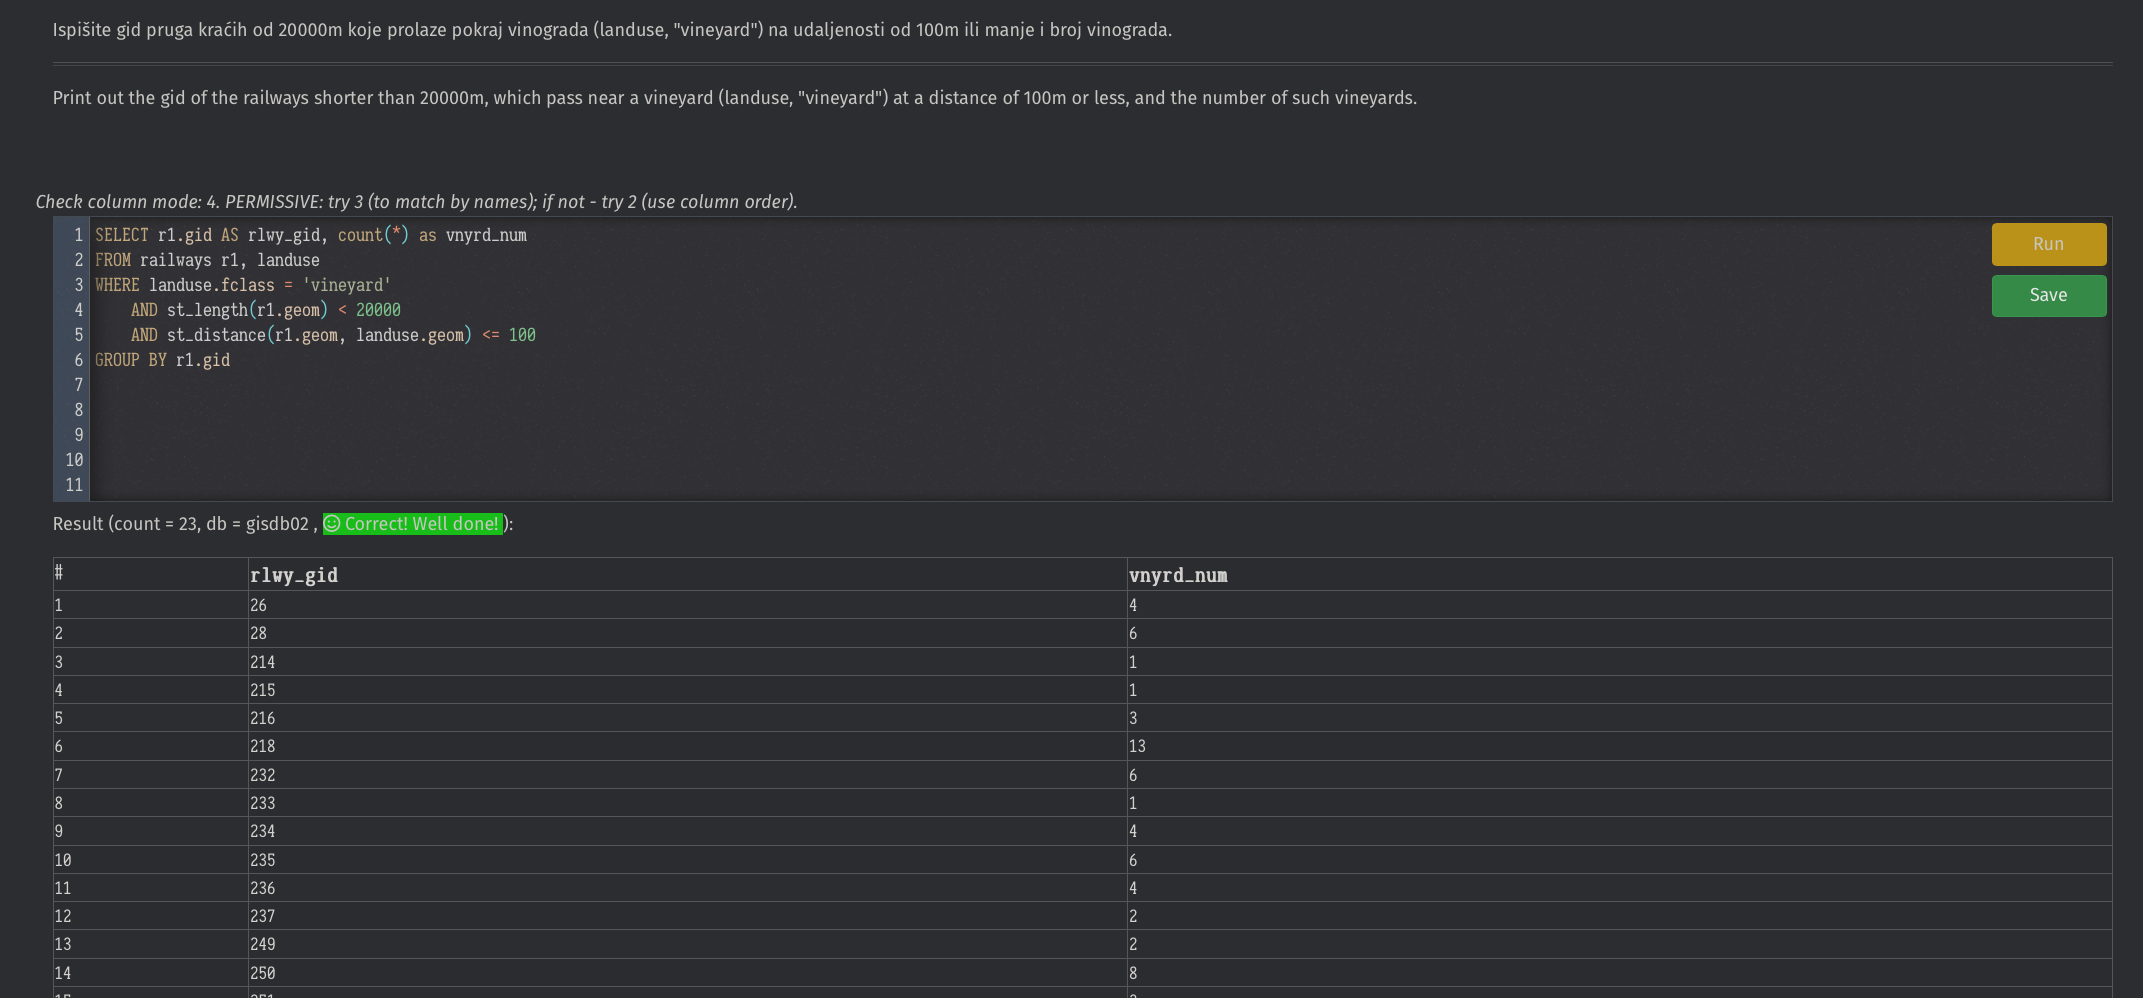 Ispišite gid pruga kraćih od 20000m koje prolaze pokraj vinograda (landuse, "vineyard") na udaljenosti od 100m ili manje i broj vinograda.
Print out the gid of the railways shorter than 20000m, which pass near a vineyard (landuse, "vineyard") at a distance of 100m or less, and the number of such vineyards.
Check column mode: 4. PERMISSIVE: try 3 (to match by names); if not - try 2 (use column order).
1 SELECT r1.gid AS rlwy_gid, count(*) as vnyrd_num
Run
2 FROM railways r1, landuse
3 WHERE landuse.fclass = 'vineyard'
Save
4 AND st_length(r1.geom) < 20000
5 AND st_distance(r1.geom, landuse.geom) <= 100
6 GROUP BY r1.gid
7
8
9
10
11
Result (count = 23, db = gisdb02 , Correct! Well done! ):
# rlwy_gid vnyrd_num
1 26 4
2 28 6
3 214 1
4 215 1
5 216 3
6 218 13
7 232 6
8 233 1
9 234 4
10 235 6
11 236 4
12 237 2
13 249 2
14 250 8